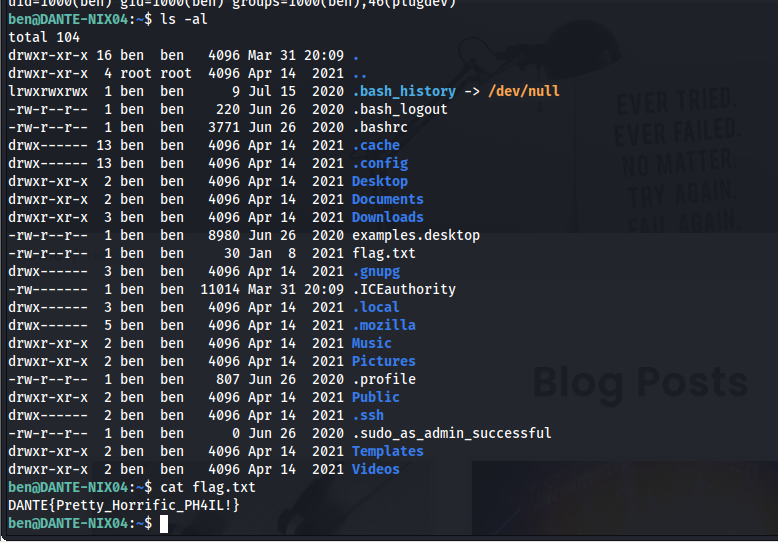 uid=1000(ben) gid=1000(ben) groups=1000(ben),46(plugdev)
ben@DANTE-NIX04:~$ ls -al
total 104
drwxr-xr-x 16 ben  ben   4096 Mar 31 20:09 .
drwxr-xr-x  4 root root  4096 Apr 14  2021 ..
lrwxrwxrwx  1 ben  ben      9 Jul 15  2020 .bash_history -> /dev/null
-rw-r--r--  1 ben  ben    220 Jun 26  2020 .bash_logout
-rw-r--r--  1 ben  ben   3771 Jun 26  2020 .bashrc
drwx------ 13 ben  ben   4096 Apr 14  2021 .cache
drwx------ 13 ben  ben   4096 Apr 14  2021 .config
drwxr-xr-x  2 ben  ben   4096 Apr 14  2021 Desktop
drwxr-xr-x  2 ben  ben   4096 Apr 14  2021 Documents
drwxr-xr-x  3 ben  ben   4096 Apr 14  2021 Downloads
-rw-r--r--  1 ben  ben   8980 Jun 26  2020 examples.desktop
-rw-r--r--  1 ben  ben     30 Jan  8  2021 flag.txt
drwx------  3 ben  ben   4096 Apr 14  2021 .gnupg
-rw-------  1 ben  ben  11014 Mar 31 20:09 .ICEauthority
drwx------  3 ben  ben   4096 Apr 14  2021 .local
drwx------  5 ben  ben   4096 Apr 14  2021 .mozilla
drwxr-xr-x  2 ben  ben   4096 Apr 14  2021 Music
drwxr-xr-x  2 ben  ben   4096 Apr 14  2021 Pictures
-rw-r--r--  1 ben  ben    807 Jun 26  2020 .profile
drwxr-xr-x  2 ben  ben   4096 Apr 14  2021 Public
drwx------  2 ben  ben   4096 Apr 14  2021 .ssh
-rw-r--r--  1 ben  ben      0 Jun 26  2020 .sudo_as_admin_successful
drwxr-xr-x  2 ben  ben   4096 Apr 14  2021 Templates
drwxr-xr-x  2 ben  ben   4096 Apr 14  2021 Videos
ben@DANTE-NIX04:~$ cat flag.txt
DANTE{Pretty_Horrific_PH4IL!}
ben@DANTE-NIX04:~$
EVER TRIED.
EVER FAILED.
NO MATTER.
TRY AGAIN.
FAIL AGAIN.
Blog Posts